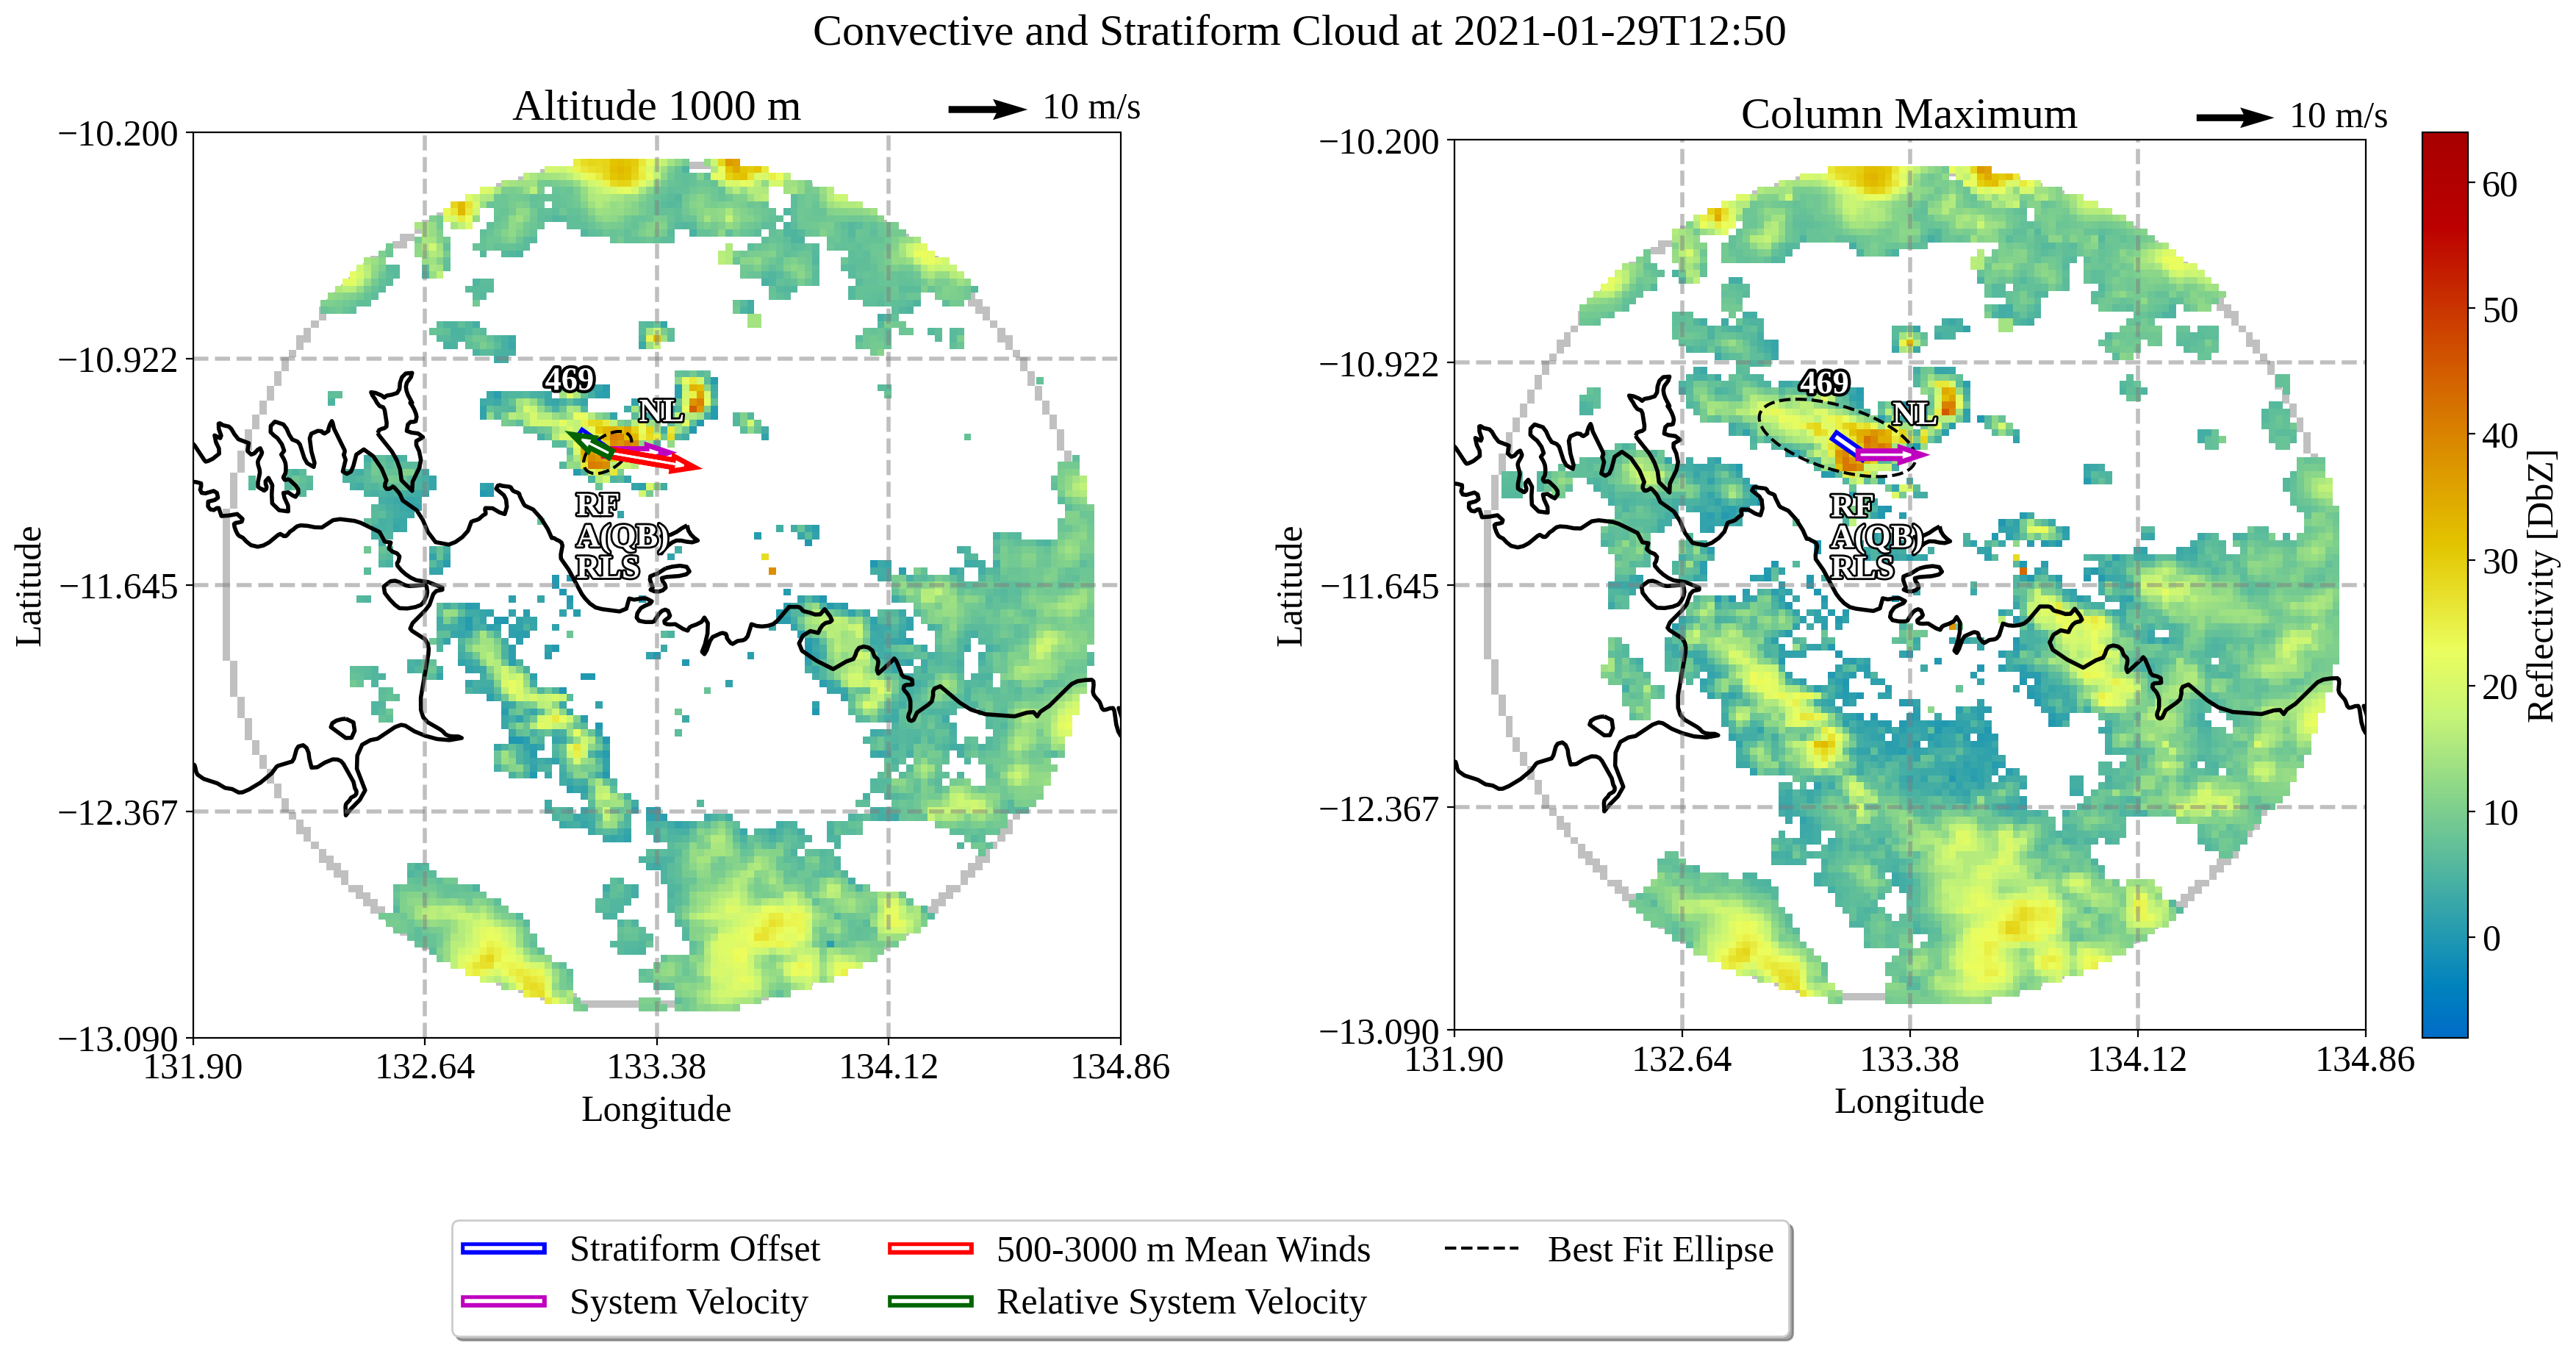 Convective and Stratiform Cloud at 2021-01-29T12:50
Altitude 1000 m
10 m/s
−10.200
−10.922
−11.645
−12.367
−13.090
Latitude
469
NL
RF
A(QB)
RLS
131.90
132.64
133.38
134.12
134.86
Longitude
Column Maximum
10 m/s
−10.200
−10.922
−11.645
−12.367
−13.090
Latitude
469
NL
RF
A(QB)
RLS
131.90
132.64
133.38
134.12
134.86
Longitude
60
50
40
30
20
10
0
Reflectivity [DbZ]
Stratiform Offset
System Velocity
500-3000 m Mean Winds
Relative System Velocity
Best Fit Ellipse